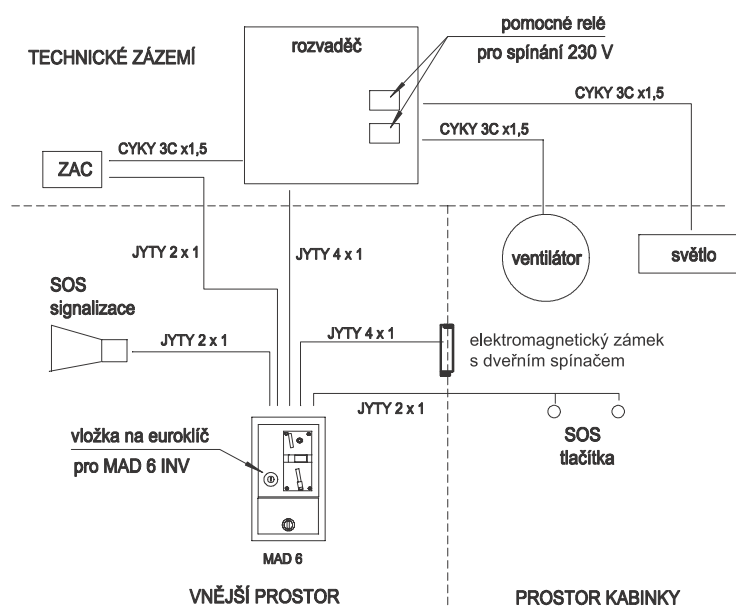 pomocné relé
pro spínání 230 V
rozvaděč
TECHNICKÉ ZÁZEMÍ
CYKY 3C x1,5
CYKY 3C x1,5
CYKY 3C x1,5
ZAC
JYTY 2 x 1
JYTY 4 x 1
ventilátor
světlo
SOS
signalizace
JYTY 2 x 1
JYTY 4 x 1
elektromagnetický zámek
s dveřním spínačem
JYTY 2 x 1
vložka na euroklíč
pro MAD 6 INV
SOS
tlačítka
MAD 6
VNĚJŠÍ PROSTOR
PROSTOR KABINKY